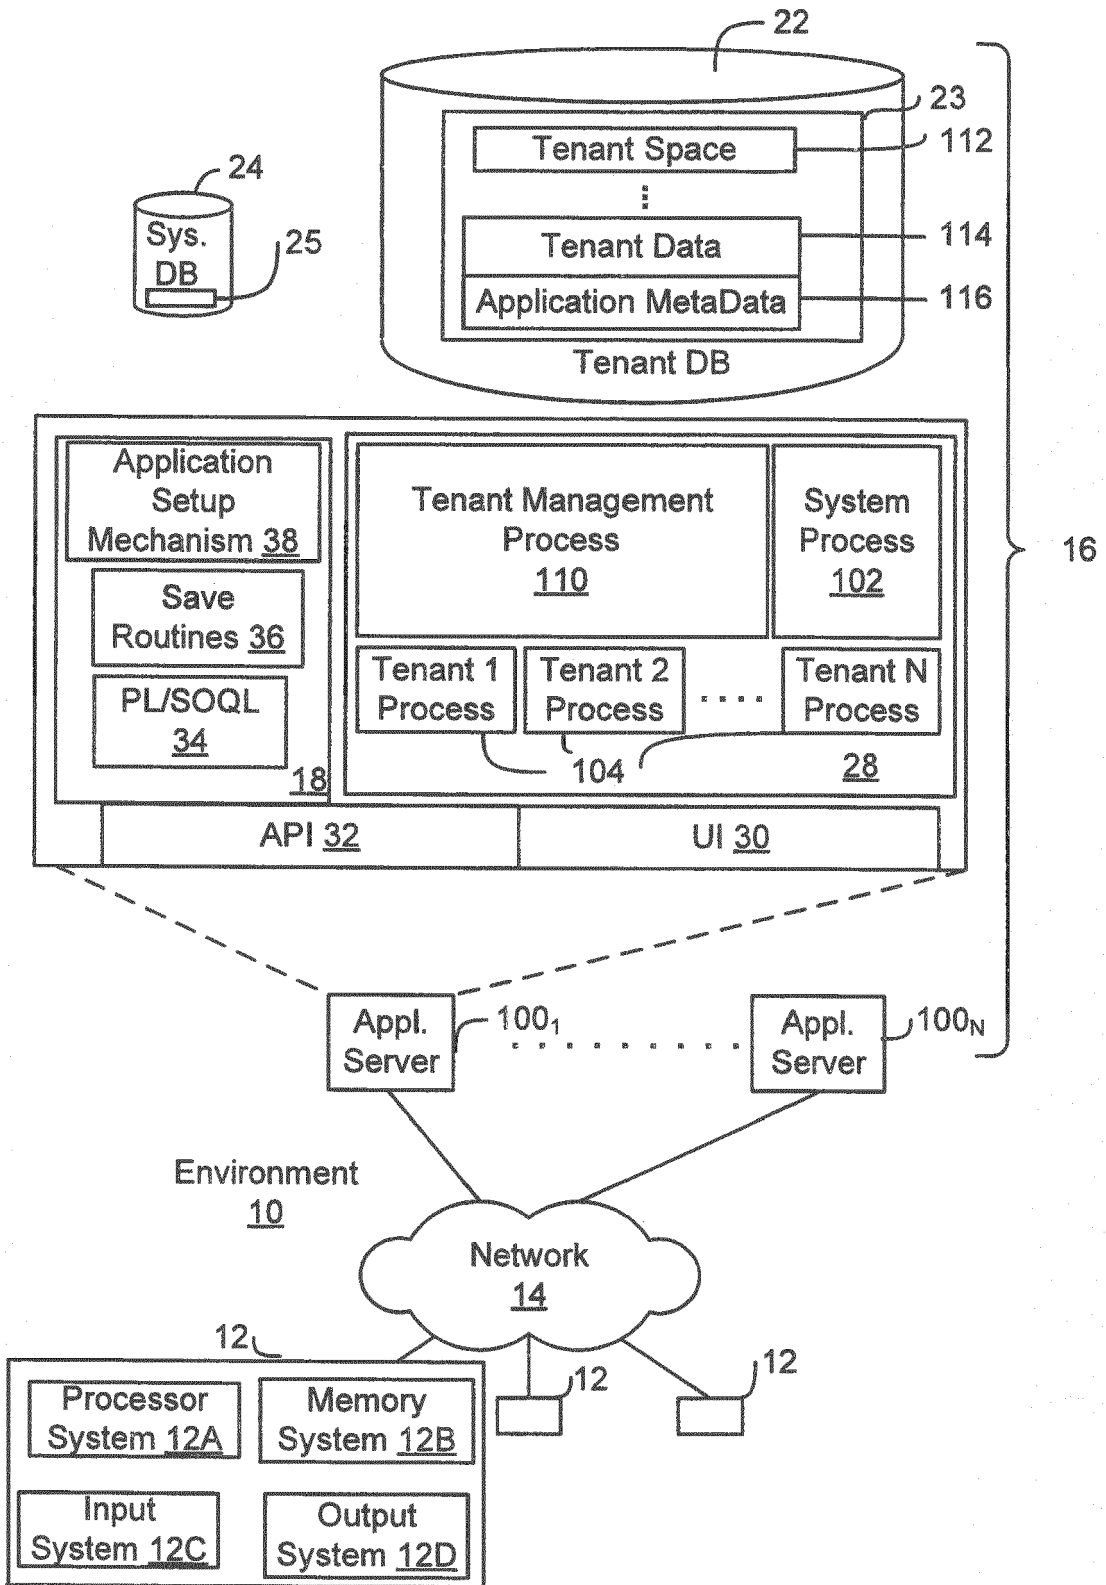 22
23
Tenant Space
112
24
Sys.
DB
25
Tenant Data
114
Application MetaData
116
Tenant DB
16
Application
Setup
Mechanism 38
Save
Routines 36
PL/SOQL
34
18
Tenant Management
Process
110
System
Process
102
Tenant 1
Process
Tenant 2
Process
Tenant N
Process
104
28
API 32
UI 30
Appl.
Server
100₁
Appl.
Server
100N
Environment
10
Network
14
12
Processor
System 12A
Memory
System 12B
Input
System 12C
Output
System 12D
12
12